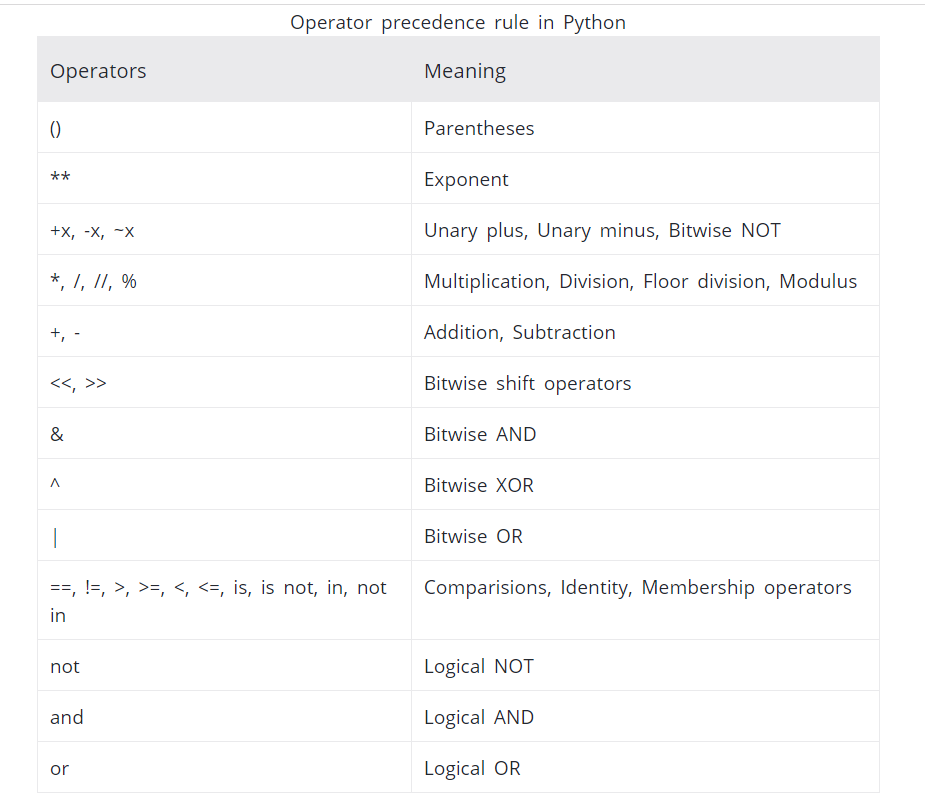 Operator precedence rule in Python
Operators Meaning
() Parentheses
** Exponent
+x, -x, ~x Unary plus, Unary minus, Bitwise NOT
*, /, //, % Multiplication, Division, Floor division, Modulus
+, - Addition, Subtraction
<<, >> Bitwise shift operators
& Bitwise AND
^ Bitwise XOR
| Bitwise OR
==, !=, >, >=, <, <=, is, is not, in, not Comparisions, Identity, Membership operators
in
not Logical NOT
and Logical AND
or Logical OR